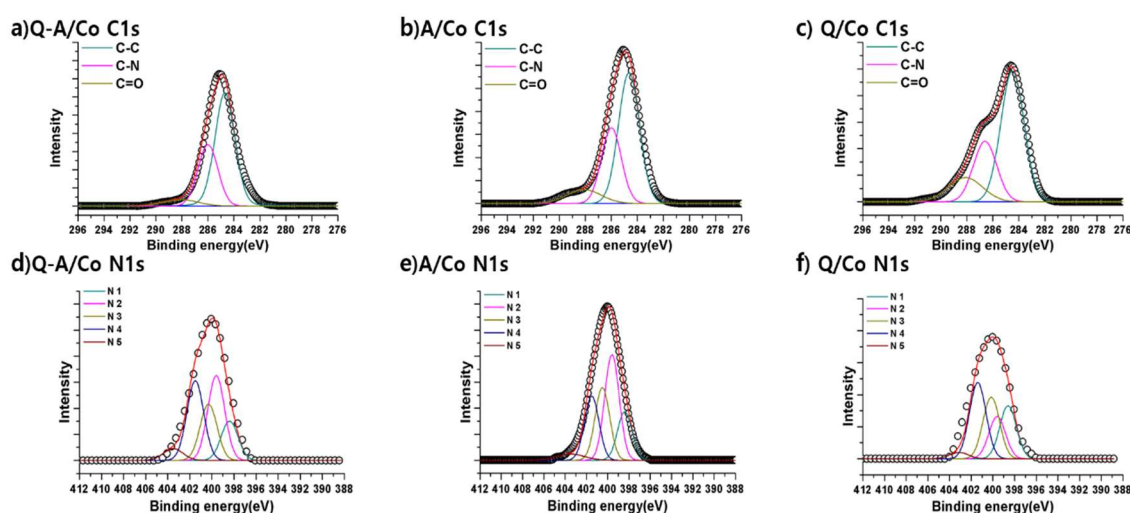 a)Q-A/Co C1s
C-C
C-N
C=O
Intensity
296 294 292 290 288 286 284 282 280 278 276
Binding energy(eV)
b)A/Co C1s
C-C
C-N
C=O
Intensity
296 294 292 290 288 286 284 282 280 278 276
Binding energy(eV)
c) Q/Co C1s
C-C
C-N
C=O
Intensity
296 294 292 290 288 286 284 282 280 278 276
Binding energy(eV)
d)Q-A/Co N1s
N 1
N 2
N 3
N 4
N 5
Intensity
412 410 408 406 404 402 400 398 396 394 392 390 388
Binding energy(eV)
e)A/Co N1s
N 1
N 2
N 3
N 4
N 5
Intensity
412 410 408 406 404 402 400 398 396 394 392 390 388
Binding energy(eV)
f) Q/Co N1s
N 1
N 2
N 3
N 4
N 5
Intensity
412 410 408 406 404 402 400 398 396 394 392 390 388
Binding energy(eV)